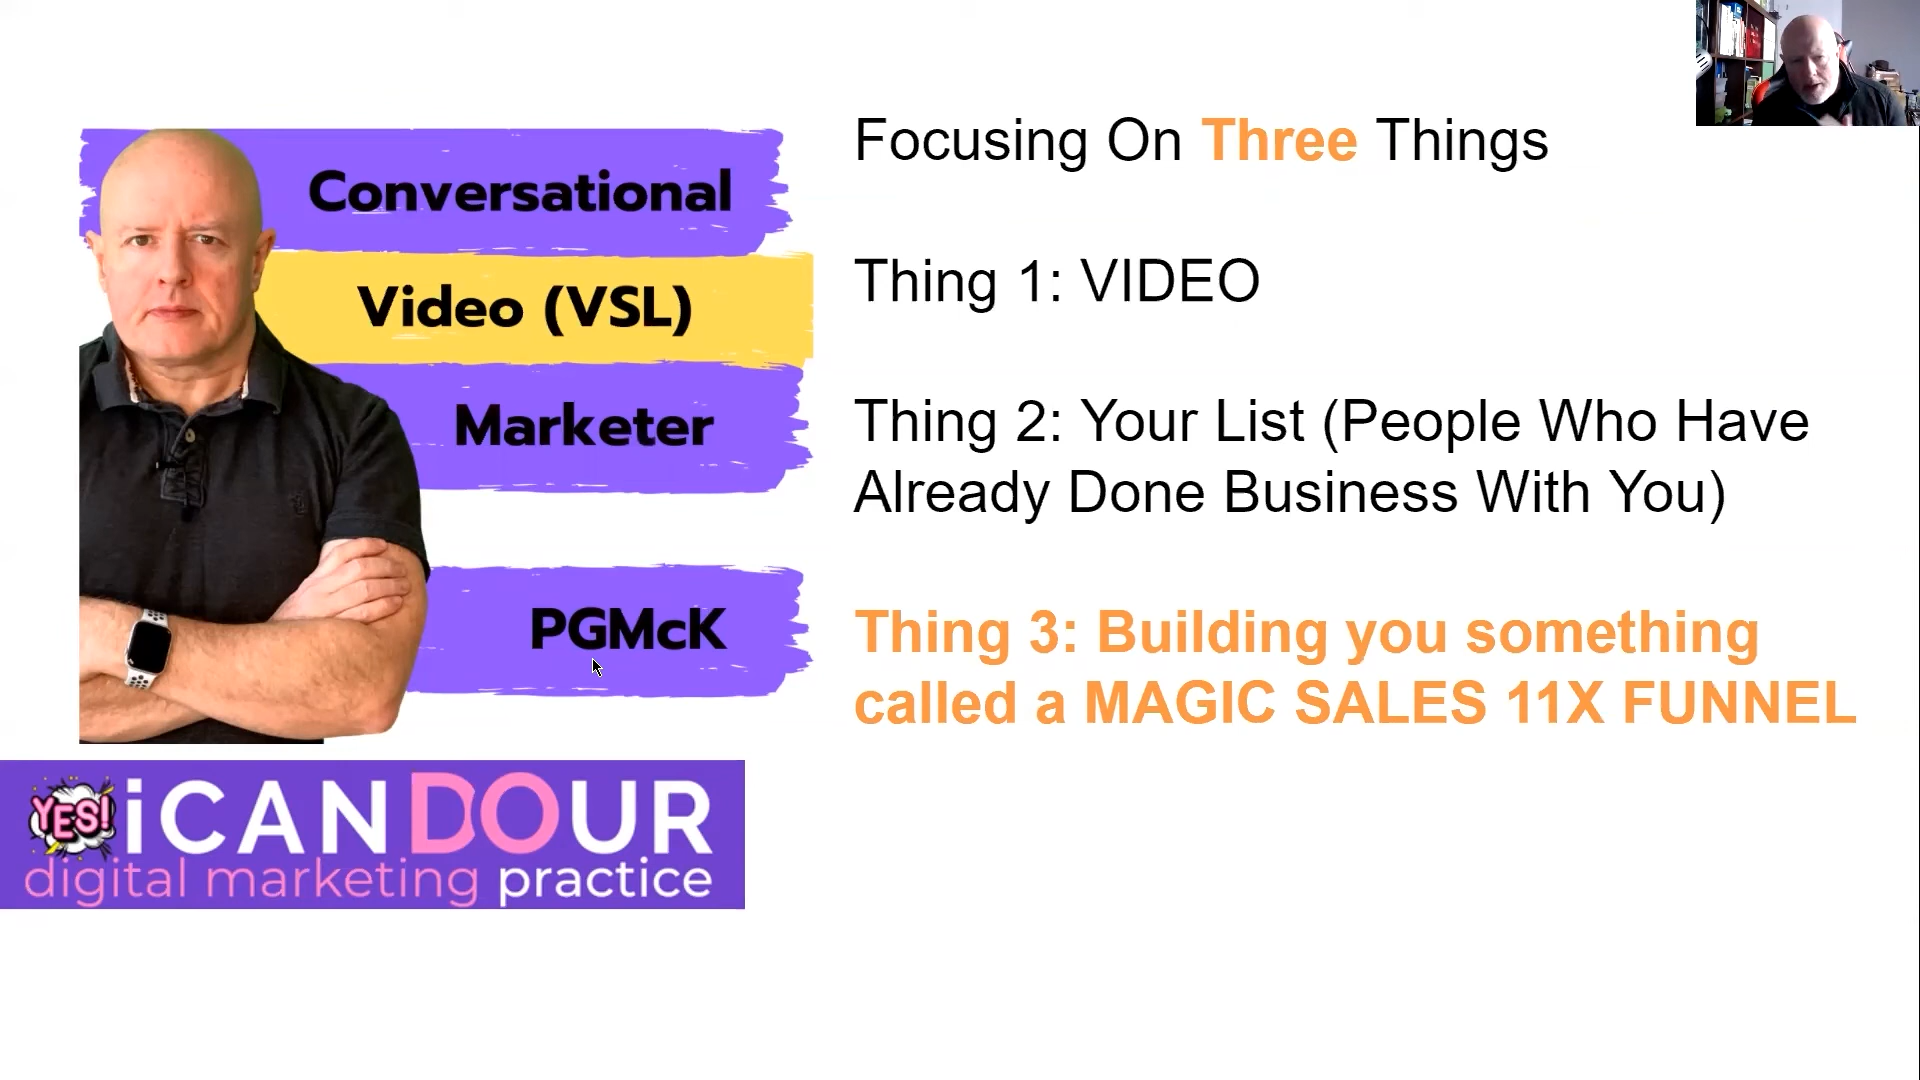 Conversational
Video (VSL)
Marketer
PGMcK
YES! iCANDOUR
digital marketing practice
Focusing On Three Things
Thing 1: VIDEO
Thing 2: Your List (People Who Have
Already Done Business With You)
Thing 3: Building you something
called a MAGIC SALES 11X FUNNEL